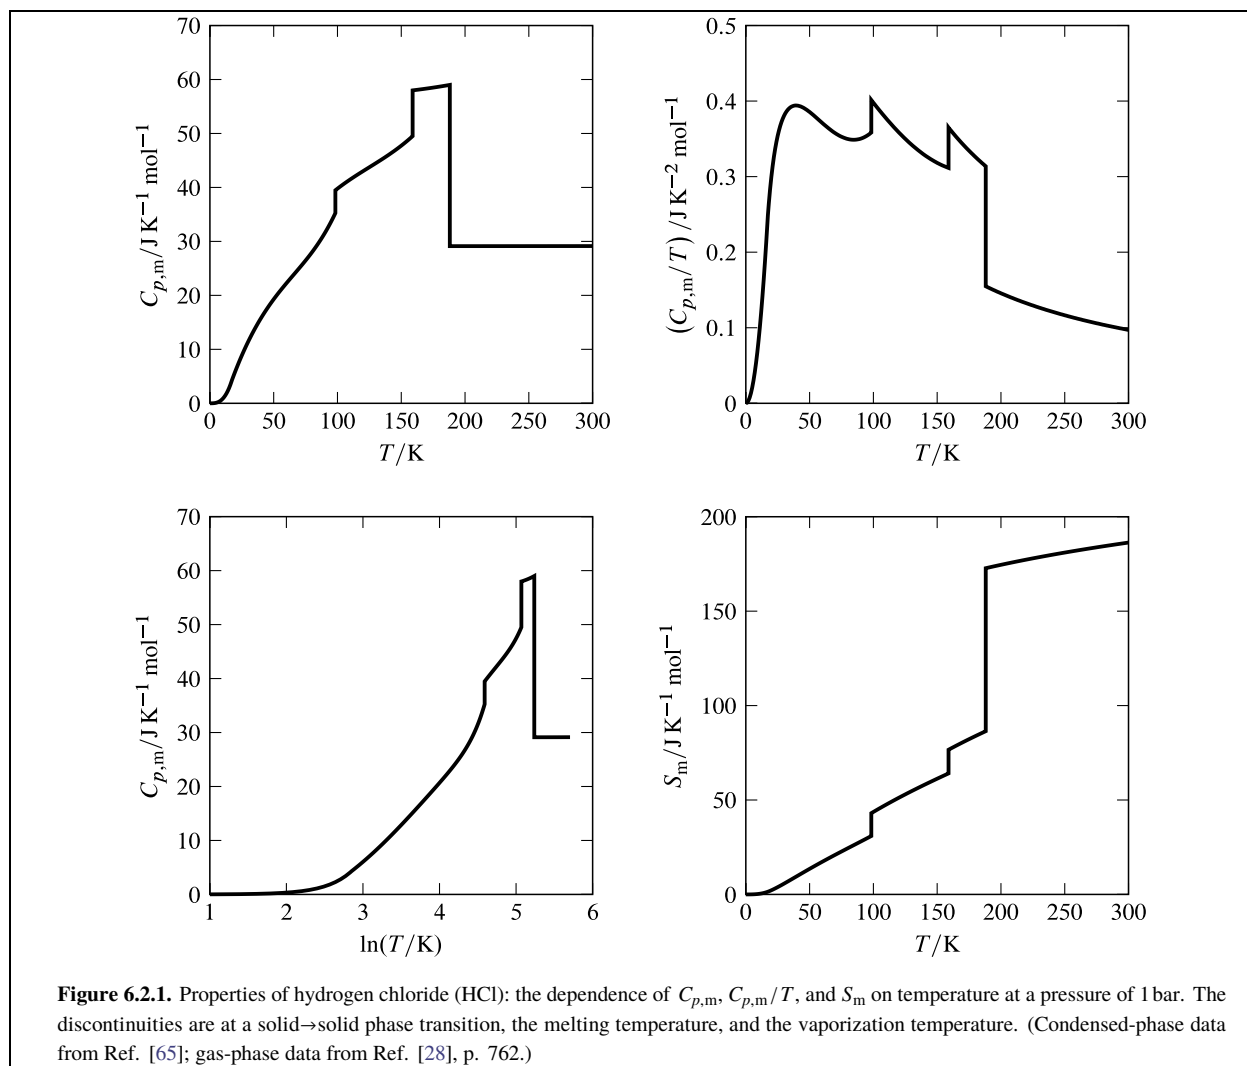 70
60
50
40
30
20
10
0
C_{p,m}/J K^{−1} mol^{−1}
0 50 100 150 200 250 300
T/K
0.5
0.4
0.3
0.2
0.1
0
(C_{p,m}/T)/J K^{−2} mol^{−1}
0 50 100 150 200 250 300
T/K
70
60
50
40
30
20
10
0
C_{p,m}/J K^{−1} mol^{−1}
1 2 3 4 5 6
ln(T/K)
200
150
100
50
0
S_m/J K^{−1} mol^{−1}
0 50 100 150 200 250 300
T/K
Figure 6.2.1. Properties of hydrogen chloride (HCl): the dependence of C_{p,m}, C_{p,m}/T, and S_m on temperature at a pressure of 1 bar. The
discontinuities are at a solid→solid phase transition, the melting temperature, and the vaporization temperature. (Condensed-phase data
from Ref. [65]; gas-phase data from Ref. [28], p. 762.)